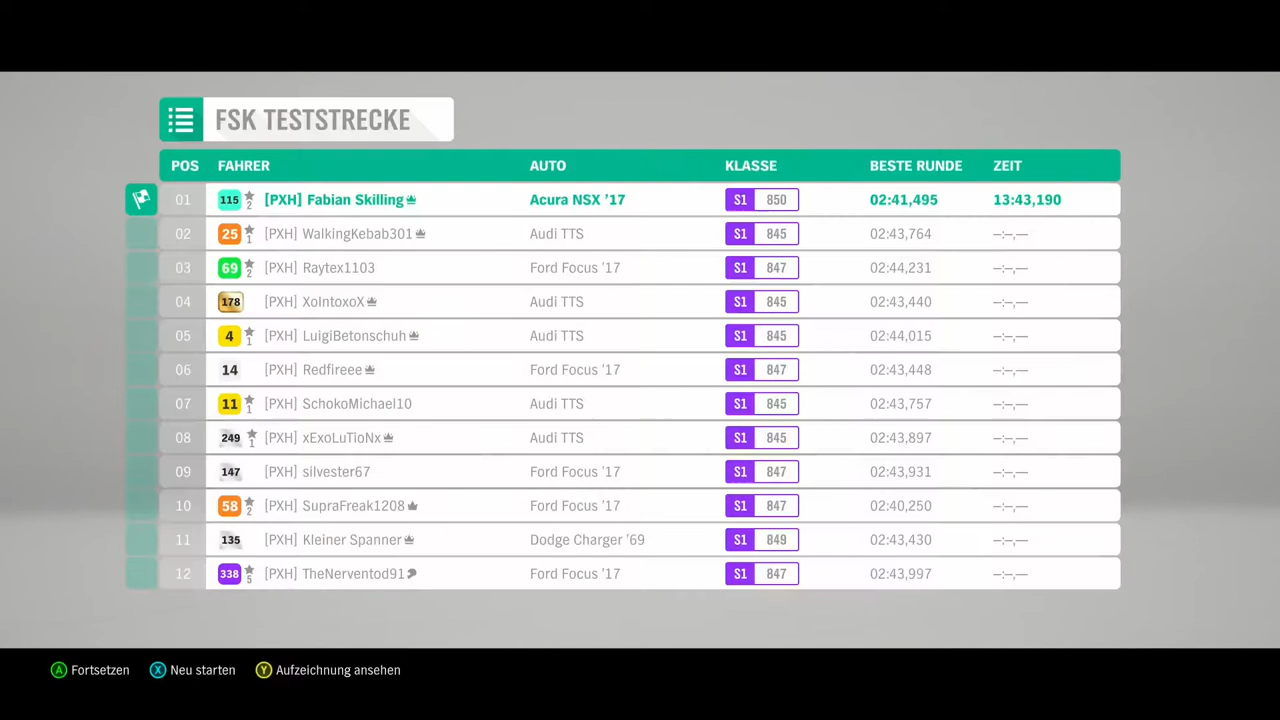 FSK TESTSTRECKE
POS FAHRER AUTO KLASSE BESTE RUNDE ZEIT
01 115 2 [PXH] Fabian Skilling Acura NSX '17 S1 850 02:41,495 13:43,190
02 25 1 [PXH] WalkingKebab301 Audi TTS S1 845 02:43,764 --:--,---
03 69 2 [PXH] Raytex1103 Ford Focus '17 S1 847 02:44,231 --:--,---
04 178 [PXH] XoIntoxoX Audi TTS S1 845 02:43,440 --:--,---
05 4 1 [PXH] LuigiBetonschuh Audi TTS S1 845 02:44,015 --:--,---
06 14 [PXH] Redfireee Ford Focus '17 S1 847 02:43,448 --:--,---
07 11 1 [PXH] SchokoMichael10 Audi TTS S1 845 02:43,757 --:--,---
08 249 1 [PXH] xExoLuTioNx Audi TTS S1 845 02:43,897 --:--,---
09 147 [PXH] silvester67 Ford Focus '17 S1 847 02:43,931 --:--,---
10 58 2 [PXH] SupraFreak1208 Ford Focus '17 S1 847 02:40,250 --:--,---
11 135 [PXH] Kleiner Spanner Dodge Charger '69 S1 849 02:43,430 --:--,---
12 338 5 [PXH] TheNerventod91 Ford Focus '17 S1 847 02:43,997 --:--,---
A Fortsetzen X Neu starten Y Aufzeichnung ansehen